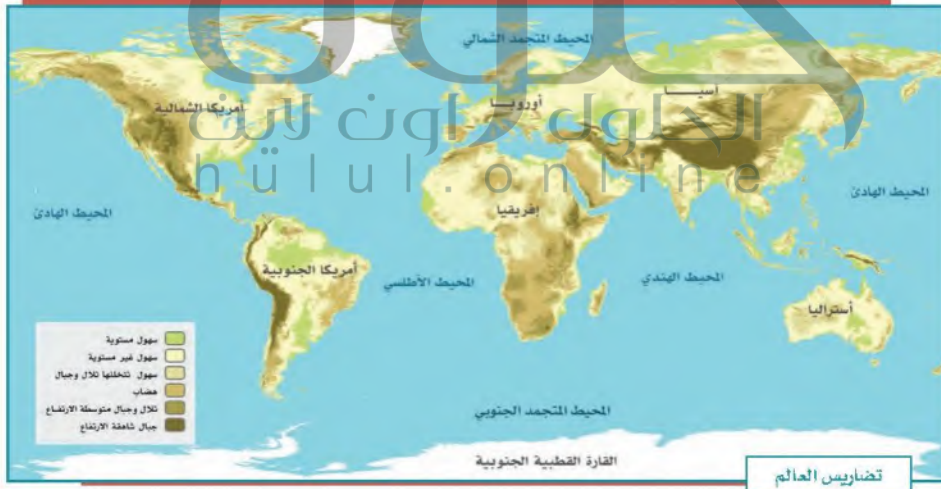 المحيط المتجمد الشمالي
أمريكا الشمالية
أوروبا
آسيا
الحلول اون لاين
hülul.online
المحيط الهادئ
إفريقيا
المحيط الهادئ
أمريكا الجنوبية
المحيط الأطلسي
المحيط الهندي
أستراليا
سهول مستوية
سهول غير مستوية
سهول تتخللها تلال وجبال
هضاب
تلال وجبال متوسطة الارتفاع
جبال شاهقة الارتفاع
المحيط المتجمد الجنوبي
القارة القطبية الجنوبية
تضاريس العالم